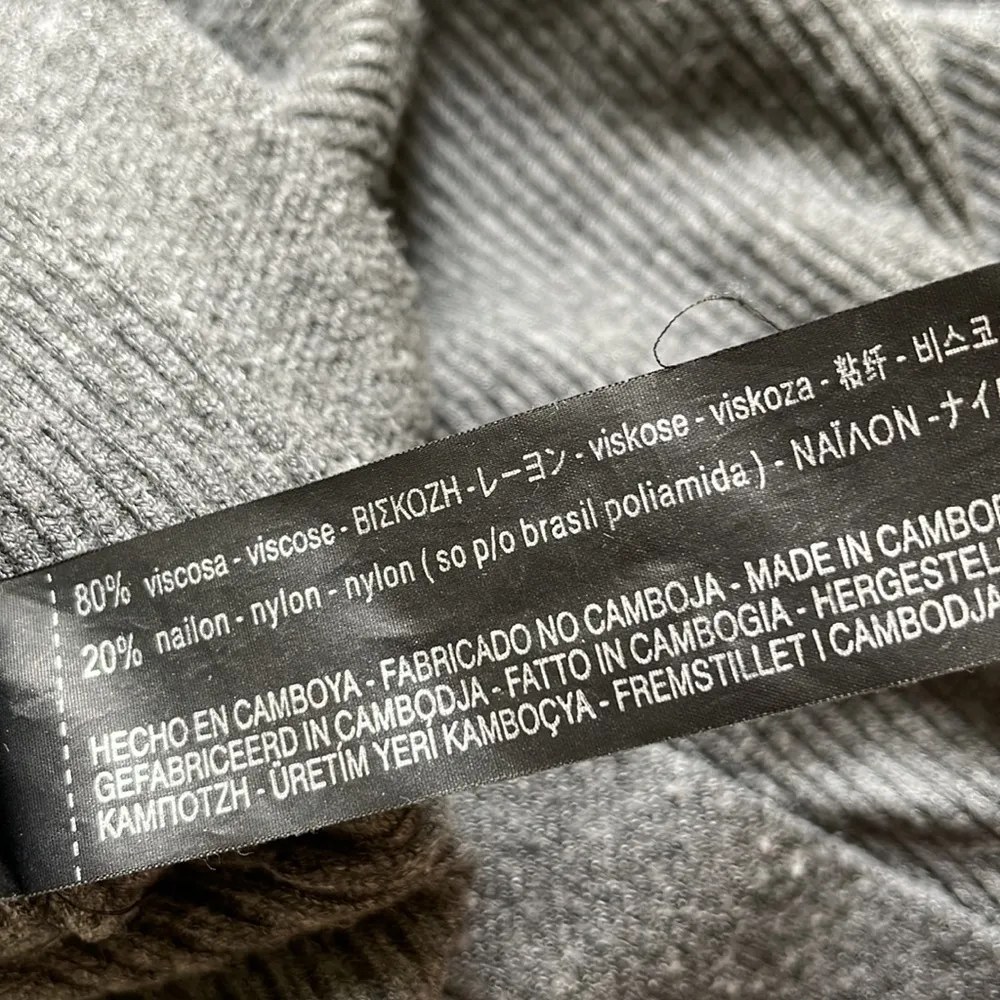 80% viscosa - viscose - ΒΙΣΚΟΖΗ - レーヨン - viskose - viskoza - 粘纤 - 비스코
20% nailon - nylon - nylon ( so p/o brasil poliamida ) - ΝΑΪΛΟΝ - ナイ
HECHO EN CAMBOYA - FABRICADO NO CAMBOJA - MADE IN CAMBO
GEFABRICEERD IN CAMBODJA - FATTO IN CAMBOGIA - HERGESTEL
ΚΑΜΠΟΤΖΗ - ÜRETİM YERİ KAMBOÇYA - FREMSTILLET I CAMBODJA